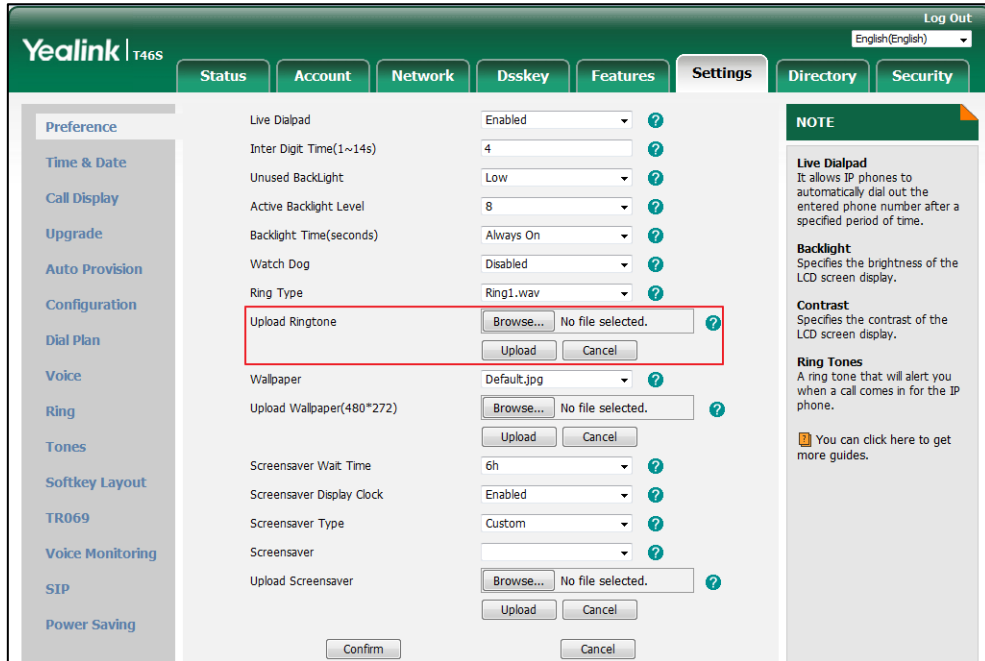 Log Out
English(English)
Yealink T46S
Status Account Network Dsskey Features Settings Directory Security
Preference
Time & Date
Call Display
Upgrade
Auto Provision
Configuration
Dial Plan
Voice
Ring
Tones
Softkey Layout
TR069
Voice Monitoring
SIP
Power Saving
Live Dialpad Enabled ?
Inter Digit Time(1~14s) 4 ?
Unused BackLight Low ?
Active Backlight Level 8 ?
Backlight Time(seconds) Always On ?
Watch Dog Disabled ?
Ring Type Ring1.wav ?
Upload Ringtone Browse... No file selected. ?
Upload Cancel
Wallpaper Default.jpg ?
Upload Wallpaper(480*272) Browse... No file selected. ?
Upload Cancel
Screensaver Wait Time 6h ?
Screensaver Display Clock Enabled ?
Screensaver Type Custom ?
Screensaver ?
Upload Screensaver Browse... No file selected. ?
Upload Cancel
Confirm Cancel
NOTE
Live Dialpad
It allows IP phones to
automatically dial out the
entered phone number after a
specified period of time.
Backlight
Specifies the brightness of the
LCD screen display.
Contrast
Specifies the contrast of the
LCD screen display.
Ring Tones
A ring tone that will alert you
when a call comes in for the IP
phone.
? You can click here to get
more guides.